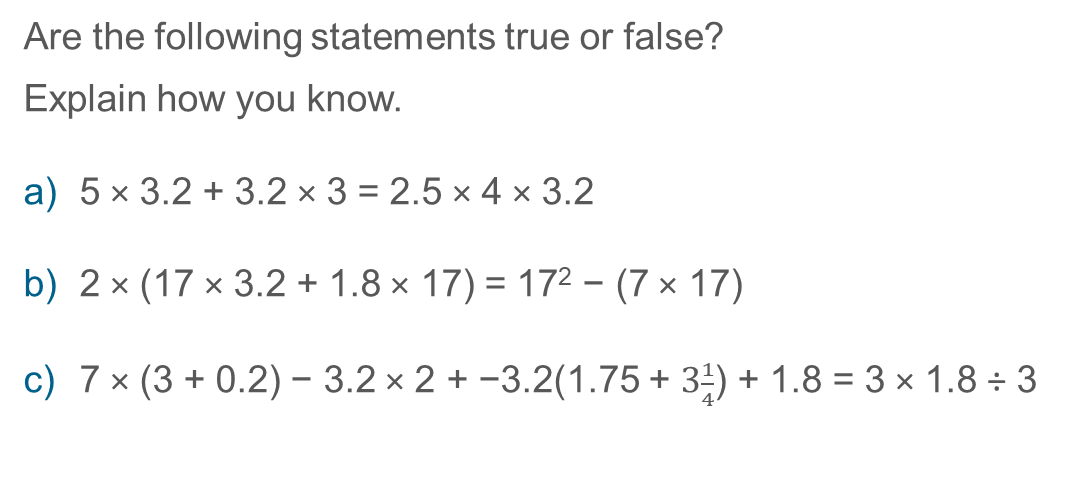 Are the following statements true or false?
Explain how you know.
a) 5 × 3.2 + 3.2 × 3 = 2.5 × 4 × 3.2
b) 2 × (17 × 3.2 + 1.8 × 17) = 17² − (7 × 17)
c) 7 × (3 + 0.2) − 3.2 × 2 + −3.2(1.75 + 3¼) + 1.8 = 3 × 1.8 ÷ 3